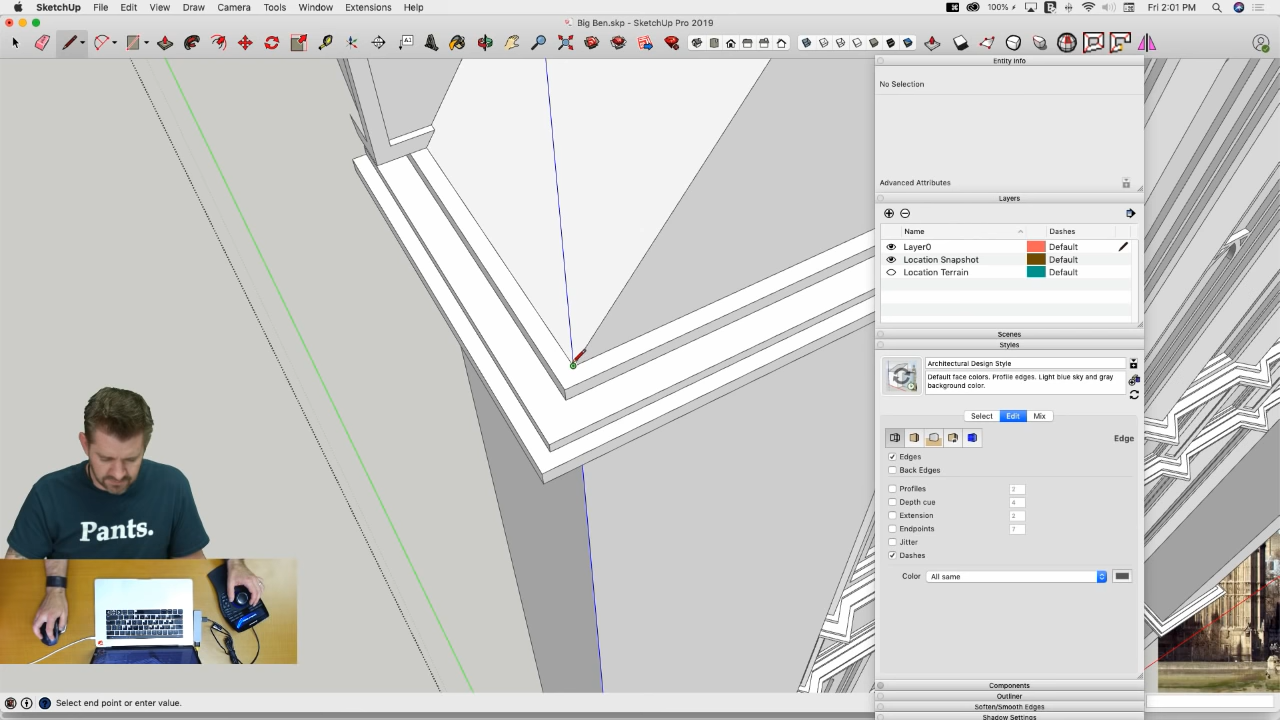 SketchUp File Edit View Draw Camera Tools Window Extensions Help 100% Fri 2:01 PM
Big Ben.skp - SketchUp Pro 2019
Entity Info
No Selection
Advanced Attributes
Layers
Name Dashes
Layer0 Default
Location Snapshot Default
Location Terrain Default
Scenes
Styles
Architectural Design Style
Default face colors. Profile edges. Light blue sky and gray
background color.
Select Edit Mix
Edge
Edges
Back Edges
Profiles 2
Depth cue 4
Extension 2
Endpoints 7
Jitter
Dashes
Color All same
Pants.
Components
Outliner
Soften/Smooth Edges
Select end point or enter value.
Shadow Settings